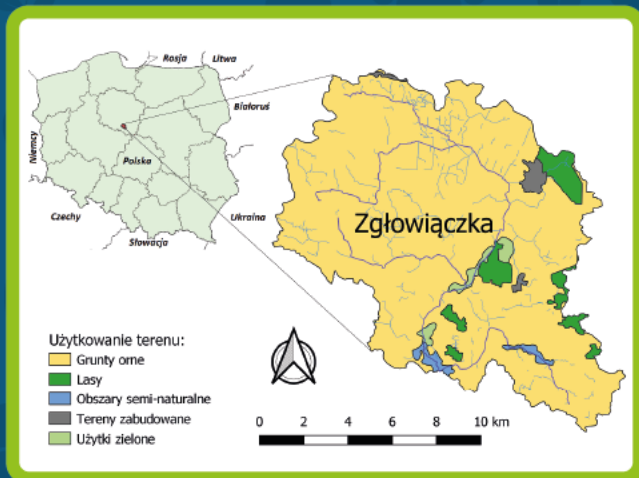 Rosja
Litwa
Białoruś
Niemcy
Polska
Czechy
Ukraina
Słowacja
Zgłowiączka
Użytkowanie terenu:
Grunty orne
Lasy
Obszary semi-naturalne
Tereny zabudowane
Użytki zielone
0 2 4 6 8 10 km